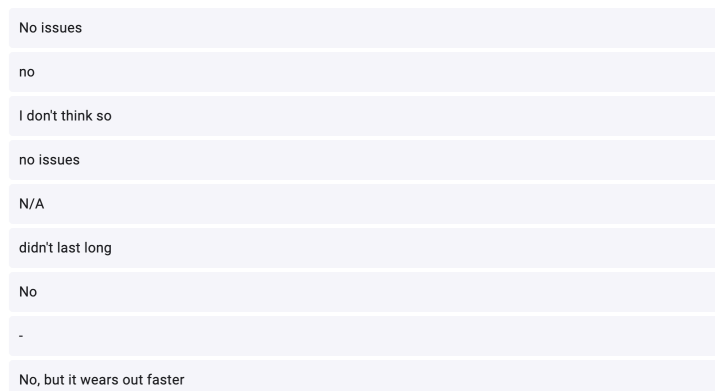 No issues
no
I don't think so
no issues
N/A
didn't last long
No
-
No, but it wears out faster